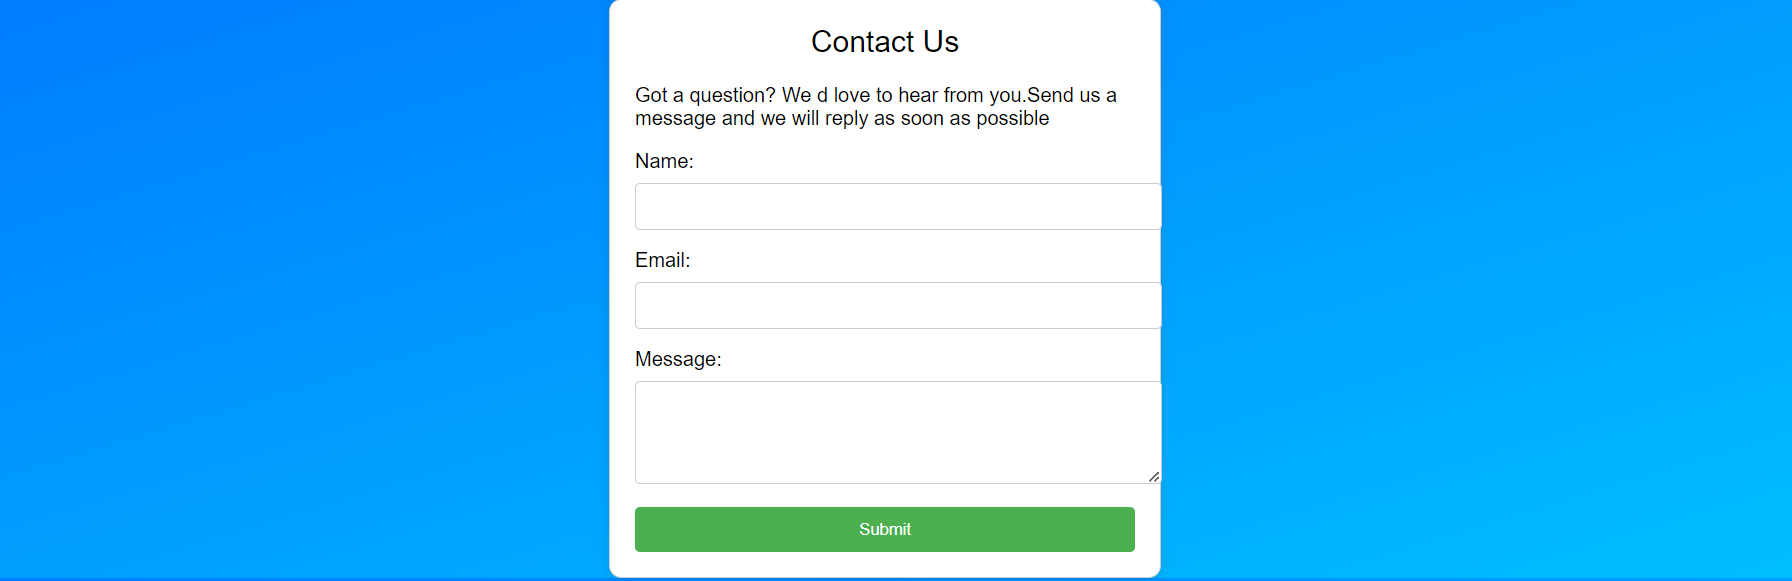 Contact Us
Got a question? We d love to hear from you.Send us a
message and we will reply as soon as possible
Name:
Email:
Message:
Submit